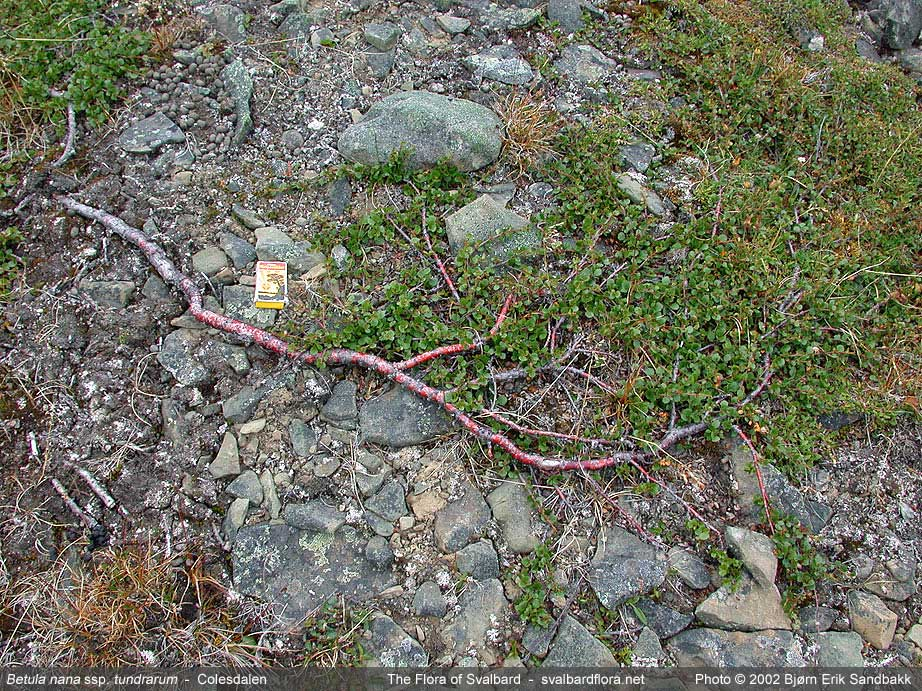 Betula nana ssp. tundrarum - Colesdalen The Flora of Svalbard - svalbardflora.net Photo © 2002 Bjørn Erik Sandbakk